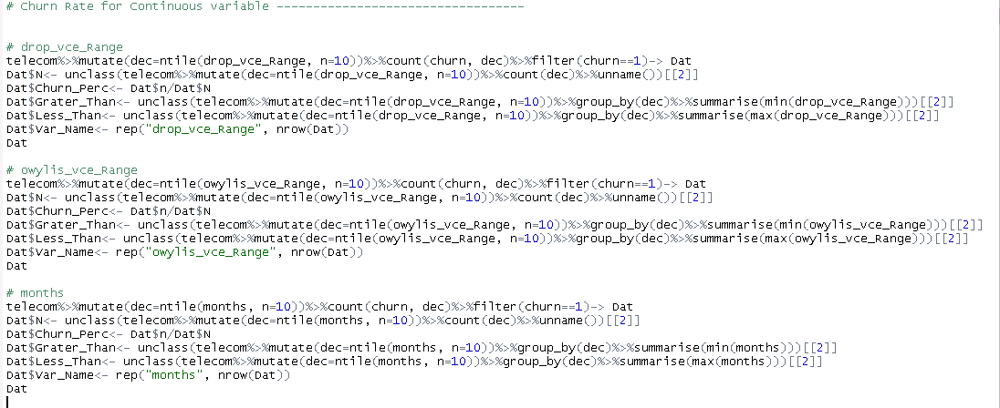 # Churn Rate for Continuous variable ----------------------------------
# drop_vce_Range
telecom%>%mutate(dec=ntile(drop_vce_Range, n=10))%>%count(churn, dec)%>%filter(churn==1)-> Dat
Dat$N<- unclass(telecom%>%mutate(dec=ntile(drop_vce_Range, n=10))%>%count(dec)%>%unname())[[2]]
Dat$Churn_Perc<- Dat$n/Dat$N
Dat$Grater_Than<- unclass(telecom%>%mutate(dec=ntile(drop_vce_Range, n=10))%>%group_by(dec)%>%summarise(min(drop_vce_Range)))[[2]]
Dat$Less_Than<- unclass(telecom%>%mutate(dec=ntile(drop_vce_Range, n=10))%>%group_by(dec)%>%summarise(max(drop_vce_Range)))[[2]]
Dat$Var_Name<- rep("drop_vce_Range", nrow(Dat))
Dat
# owylis_vce_Range
telecom%>%mutate(dec=ntile(owylis_vce_Range, n=10))%>%count(churn, dec)%>%filter(churn==1)-> Dat
Dat$N<- unclass(telecom%>%mutate(dec=ntile(owylis_vce_Range, n=10))%>%count(dec)%>%unname())[[2]]
Dat$Churn_Perc<- Dat$n/Dat$N
Dat$Grater_Than<- unclass(telecom%>%mutate(dec=ntile(owylis_vce_Range, n=10))%>%group_by(dec)%>%summarise(min(owylis_vce_Range)))[[2]]
Dat$Less_Than<- unclass(telecom%>%mutate(dec=ntile(owylis_vce_Range, n=10))%>%group_by(dec)%>%summarise(max(owylis_vce_Range)))[[2]]
Dat$Var_Name<- rep("owylis_vce_Range", nrow(Dat))
Dat
# months
telecom%>%mutate(dec=ntile(months, n=10))%>%count(churn, dec)%>%filter(churn==1)-> Dat
Dat$N<- unclass(telecom%>%mutate(dec=ntile(months, n=10))%>%count(dec)%>%unname())[[2]]
Dat$Churn_Perc<- Dat$n/Dat$N
Dat$Grater_Than<- unclass(telecom%>%mutate(dec=ntile(months, n=10))%>%group_by(dec)%>%summarise(min(months)))[[2]]
Dat$Less_Than<- unclass(telecom%>%mutate(dec=ntile(months, n=10))%>%group_by(dec)%>%summarise(max(months)))[[2]]
Dat$Var_Name<- rep("months", nrow(Dat))
Dat